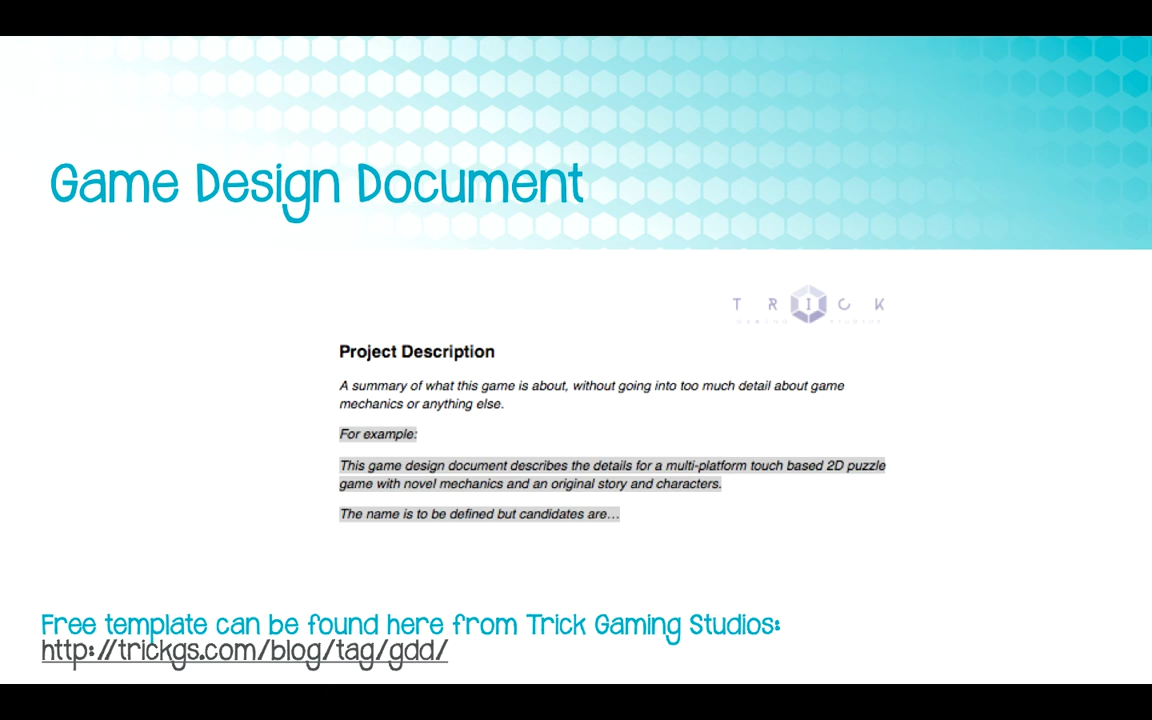 Game Design Document
T R I C K
GAMING STUDIOS
Project Description
A summary of what this game is about, without going into too much detail about game
mechanics or anything else.
For example:
This game design document describes the details for a multi-platform touch based 2D puzzle
game with novel mechanics and an original story and characters.
The name is to be defined but candidates are...
Free template can be found here from Trick Gaming Studios:
http://trickgs.com/blog/tag/gdd/